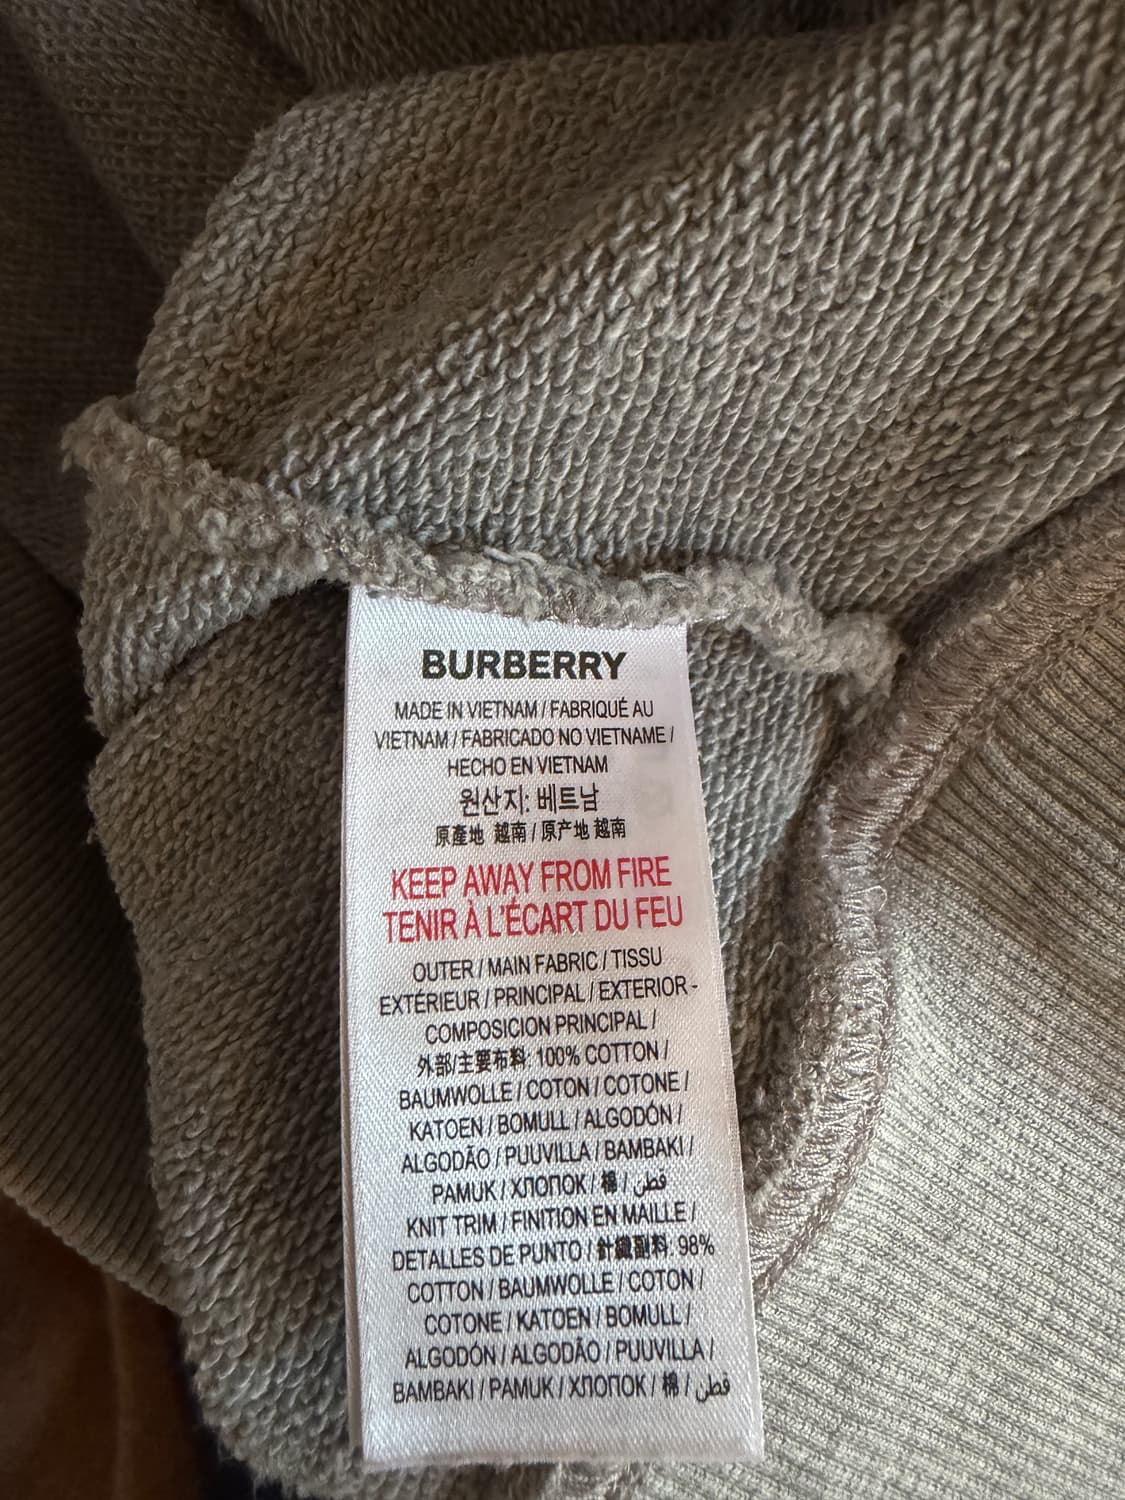 BURBERRY
MADE IN VIETNAM / FABRIQUÉ AU
VIETNAM / FABRICADO NO VIETNAME /
HECHO EN VIETNAM
원산지: 베트남
原產地 越南 / 原产地 越南
KEEP AWAY FROM FIRE
TENIR À L'ÉCART DU FEU
OUTER / MAIN FABRIC / TISSU
EXTÉRIEUR / PRINCIPAL / EXTERIOR -
COMPOSICION PRINCIPAL /
外部/主要布料: 100% COTTON /
BAUMWOLLE / COTON / COTONE /
KATOEN / BOMULL / ALGODÓN /
ALGODÃO / PUUVILLA / BAMBAKI /
PAMUK / ХЛОПОК / 棉 / قطن
KNIT TRIM / FINITION EN MAILLE /
DETALLES DE PUNTO / 針織副料: 98%
COTTON / BAUMWOLLE / COTON /
COTONE / KATOEN / BOMULL /
ALGODÓN / ALGODÃO / PUUVILLA /
BAMBAKI / PAMUK / ХЛОПОК / 棉 / قطن